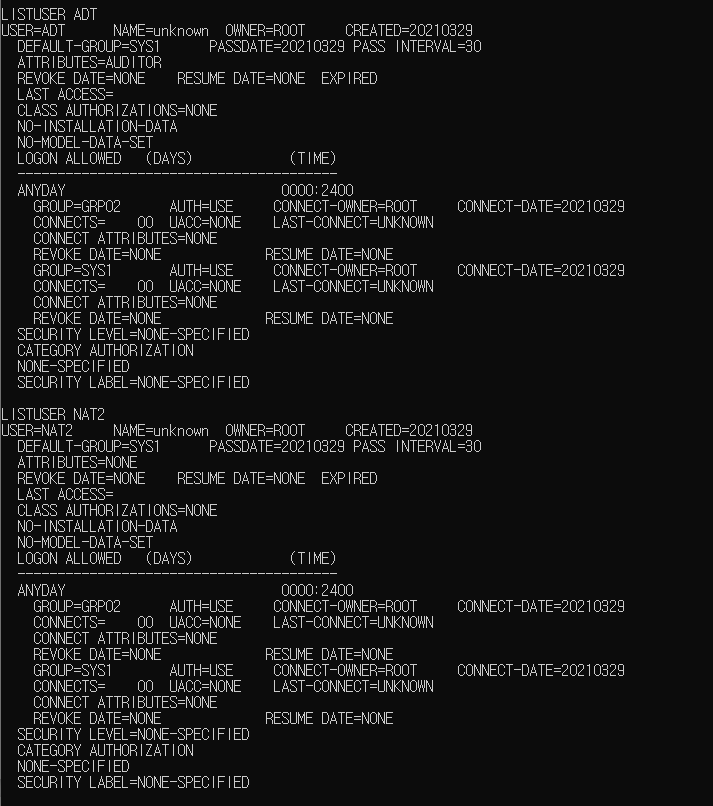 LISTUSER ADT
USER=ADT      NAME=unknown  OWNER=ROOT     CREATED=20210329
  DEFAULT-GROUP=SYS1      PASSDATE=20210329 PASS INTERVAL=30
  ATTRIBUTES=AUDITOR
  REVOKE DATE=NONE    RESUME DATE=NONE  EXPIRED
  LAST ACCESS=
  CLASS AUTHORIZATIONS=NONE
  NO-INSTALLATION-DATA
  NO-MODEL-DATA-SET
  LOGON ALLOWED   (DAYS)            (TIME)
  ----------------------------------------
  ANYDAY                           0000:2400
    GROUP=GRP02      AUTH=USE     CONNECT-OWNER=ROOT     CONNECT-DATE=20210329
    CONNECTS=    00  UACC=NONE    LAST-CONNECT=UNKNOWN
    CONNECT ATTRIBUTES=NONE
    REVOKE DATE=NONE             RESUME DATE=NONE
    GROUP=SYS1       AUTH=USE     CONNECT-OWNER=ROOT     CONNECT-DATE=20210329
    CONNECTS=    00  UACC=NONE    LAST-CONNECT=UNKNOWN
    CONNECT ATTRIBUTES=NONE
    REVOKE DATE=NONE             RESUME DATE=NONE
  SECURITY LEVEL=NONE-SPECIFIED
  CATEGORY AUTHORIZATION
  NONE-SPECIFIED
  SECURITY LABEL=NONE-SPECIFIED

LISTUSER NAT2
USER=NAT2     NAME=unknown  OWNER=ROOT     CREATED=20210329
  DEFAULT-GROUP=SYS1      PASSDATE=20210329 PASS INTERVAL=30
  ATTRIBUTES=NONE
  REVOKE DATE=NONE    RESUME DATE=NONE  EXPIRED
  LAST ACCESS=
  CLASS AUTHORIZATIONS=NONE
  NO-INSTALLATION-DATA
  NO-MODEL-DATA-SET
  LOGON ALLOWED   (DAYS)            (TIME)
  ----------------------------------------
  ANYDAY                           0000:2400
    GROUP=GRP02      AUTH=USE     CONNECT-OWNER=ROOT     CONNECT-DATE=20210329
    CONNECTS=    00  UACC=NONE    LAST-CONNECT=UNKNOWN
    CONNECT ATTRIBUTES=NONE
    REVOKE DATE=NONE             RESUME DATE=NONE
    GROUP=SYS1       AUTH=USE     CONNECT-OWNER=ROOT     CONNECT-DATE=20210329
    CONNECTS=    00  UACC=NONE    LAST-CONNECT=UNKNOWN
    CONNECT ATTRIBUTES=NONE
    REVOKE DATE=NONE             RESUME DATE=NONE
  SECURITY LEVEL=NONE-SPECIFIED
  CATEGORY AUTHORIZATION
  NONE-SPECIFIED
  SECURITY LABEL=NONE-SPECIFIED